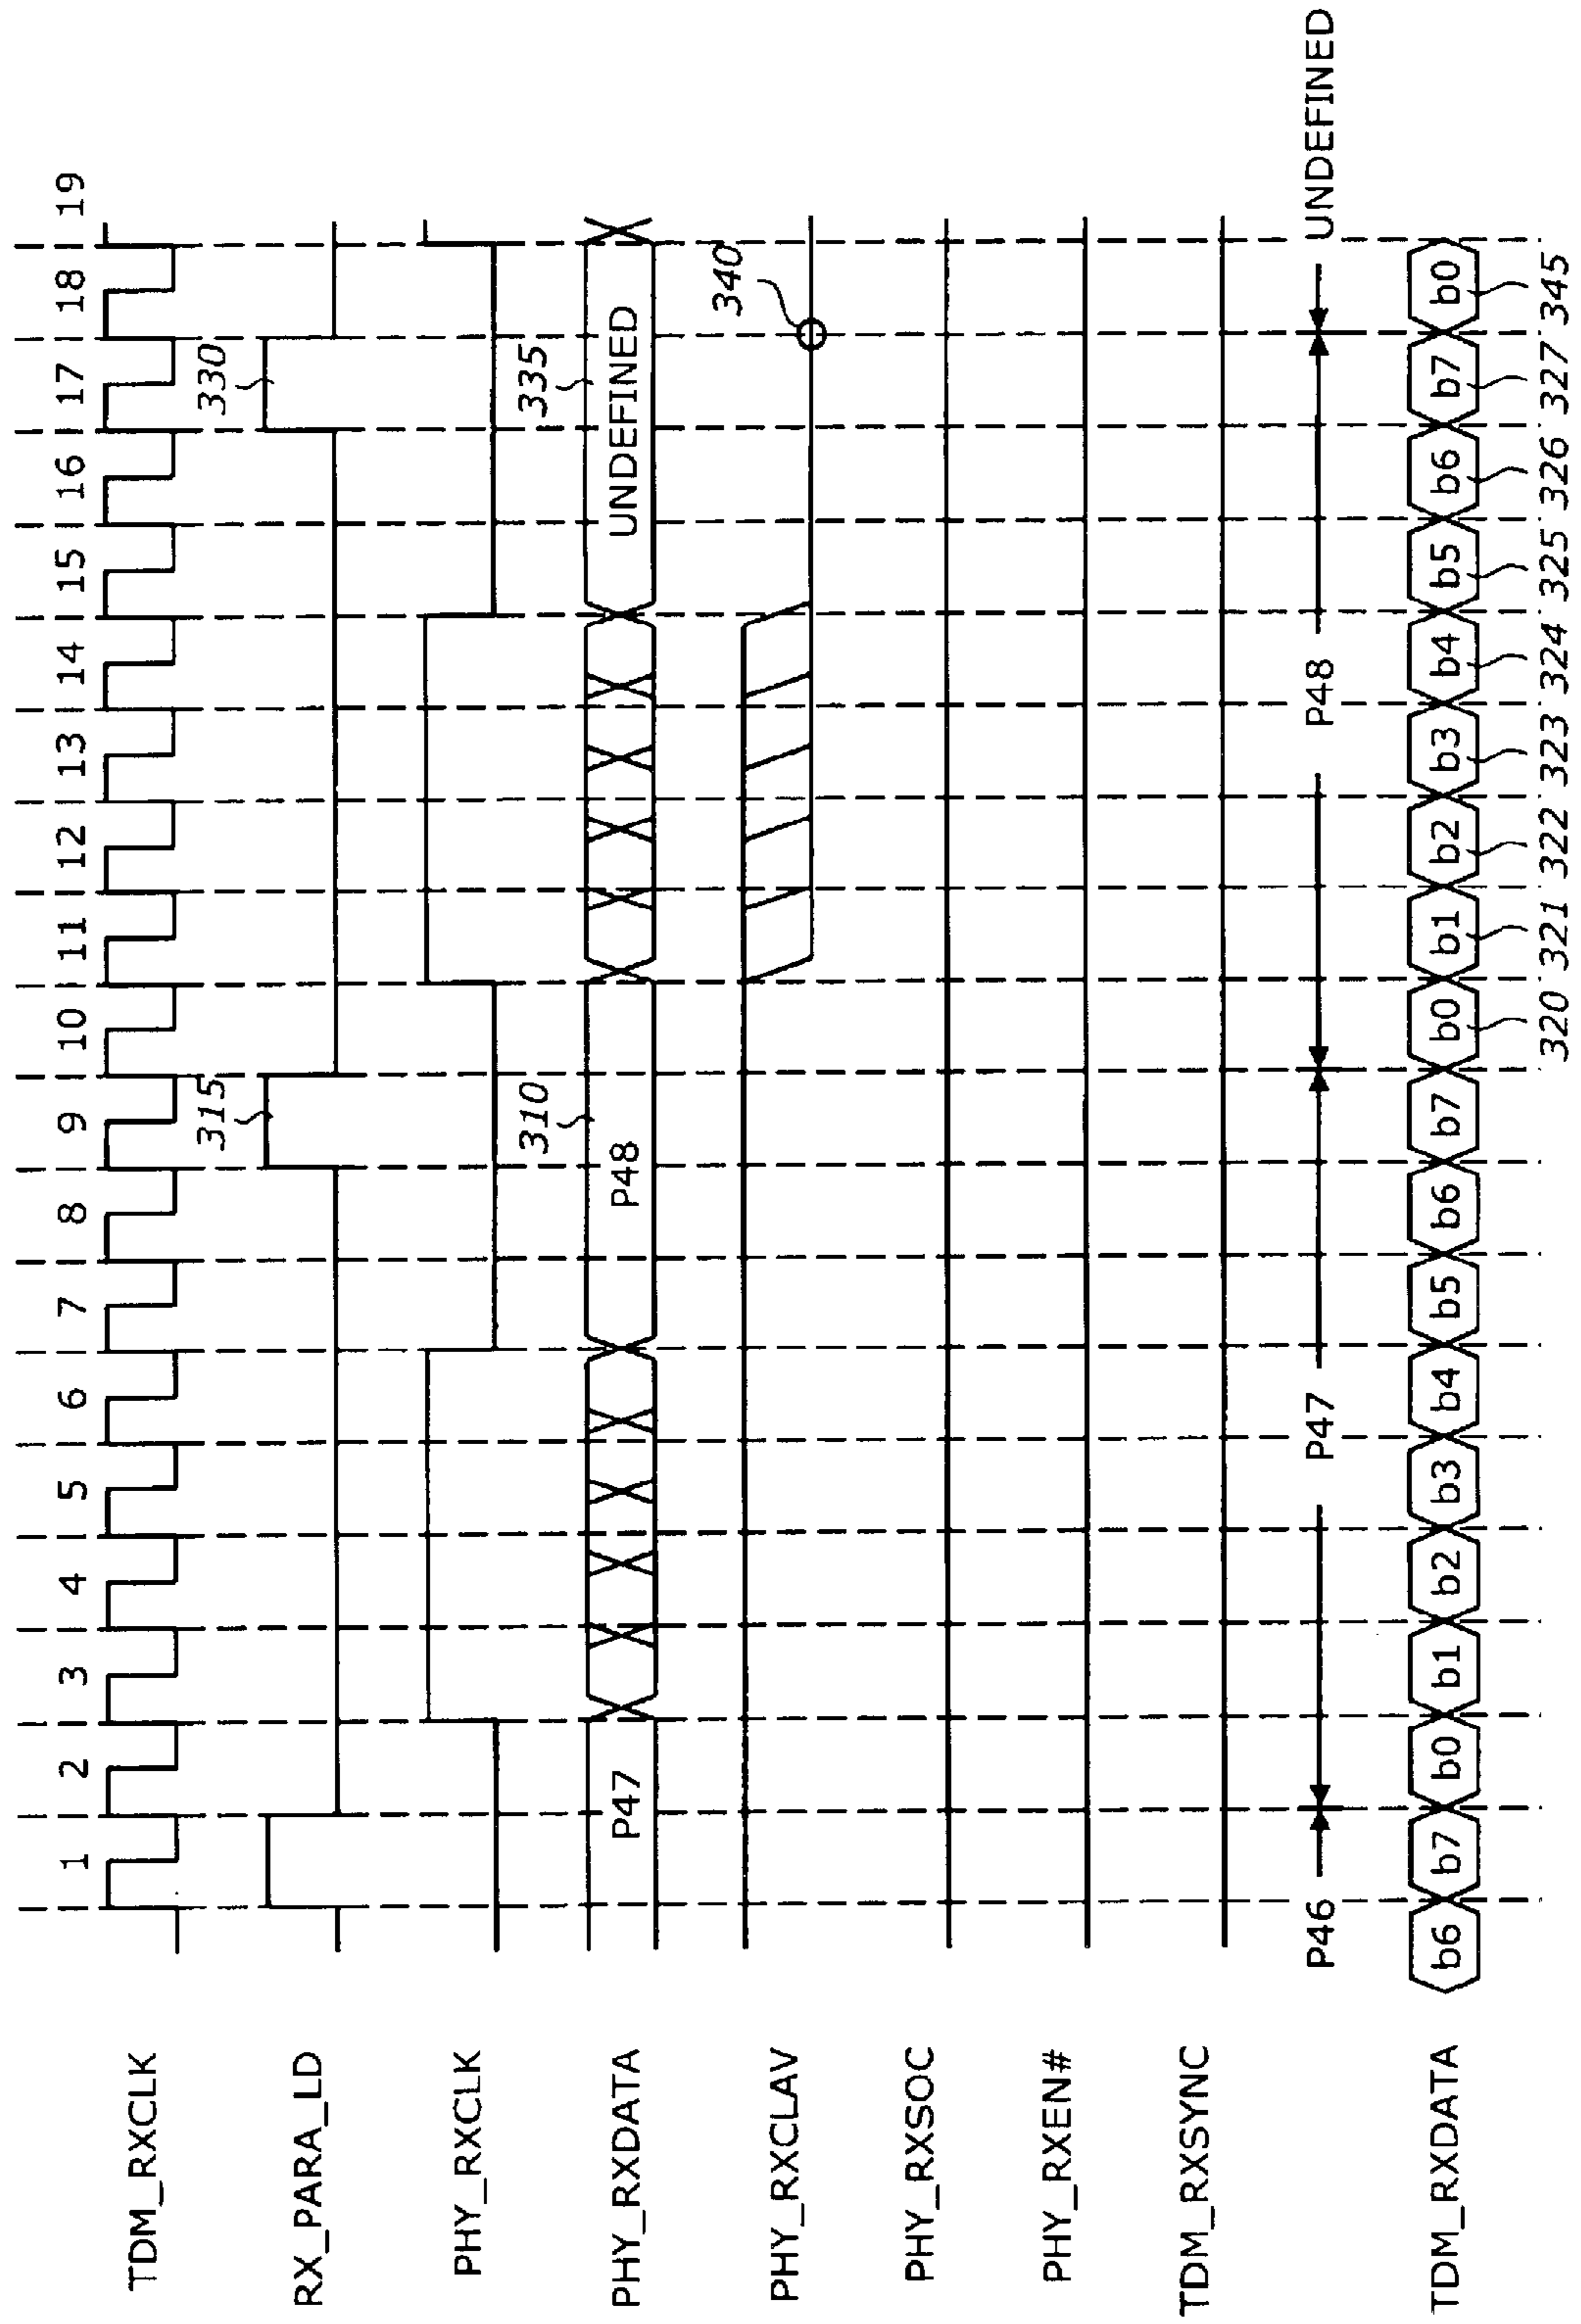 1 2 3 4 5 6 7 8 9 10 11 12 13 14 15 16 17 18 19
TDM_RXCLK
RX_PARA_LD 315 330
PHY_RXCLK
310 335
PHY_RXDATA P47 P48 UNDEFINED
340
PHY_RXCLAV
PHY_RXSOC
PHY_RXEN#
TDM_RXSYNC
P46 P47 P48 UNDEFINED
TDM_RXDATA b6 b7 b0 b1 b2 b3 b4 b5 b6 b7 b0 b1 b2 b3 b4 b5 b6 b7 b0
320 321 322 323 324 325 326 327 345